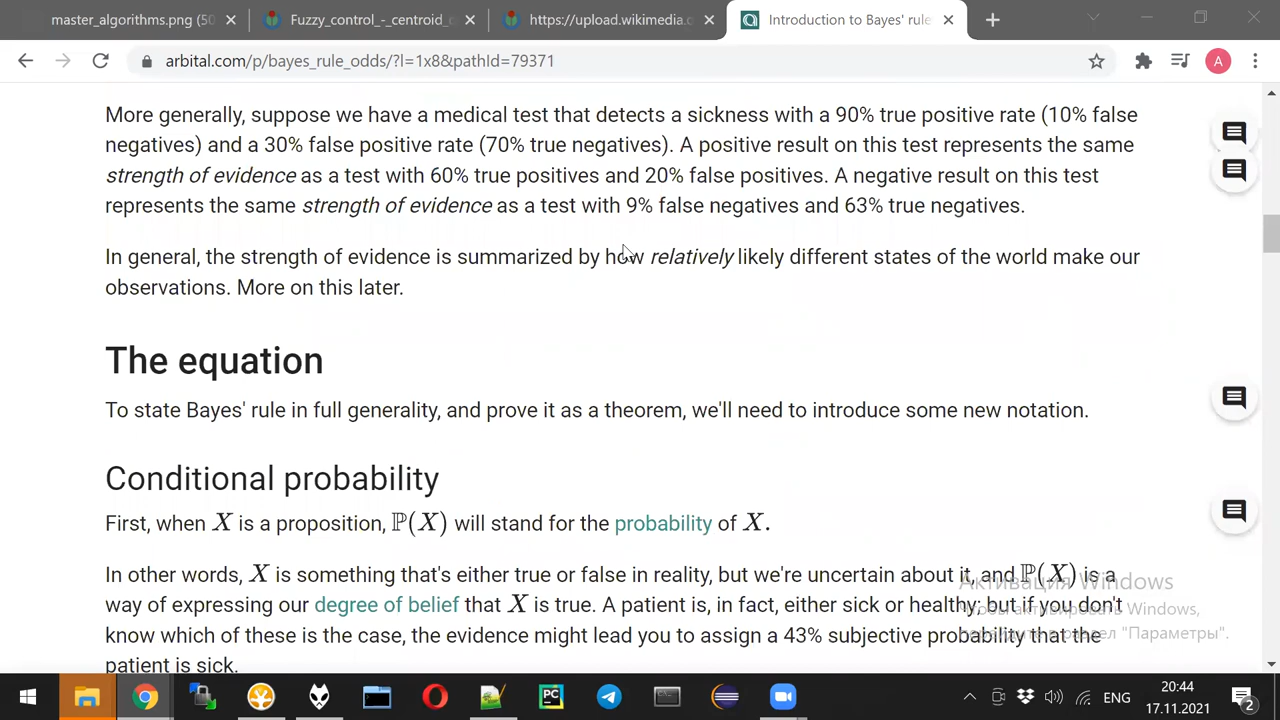 master_algorithms.png (50
Fuzzy_control_-_centroid_
https://upload.wikimedia.
Introduction to Bayes' rule
arbital.com/p/bayes_rule_odds/?l=1x8&pathId=79371
A
More generally, suppose we have a medical test that detects a sickness with a 90% true positive rate (10% false
negatives) and a 30% false positive rate (70% true negatives). A positive result on this test represents the same
strength of evidence as a test with 60% true positives and 20% false positives. A negative result on this test
represents the same strength of evidence as a test with 9% false negatives and 63% true negatives.
In general, the strength of evidence is summarized by how relatively likely different states of the world make our
observations. More on this later.
The equation
To state Bayes' rule in full generality, and prove it as a theorem, we'll need to introduce some new notation.
Conditional probability
First, when X is a proposition, ℙ(X) will stand for the probability of X.
In other words, X is something that's either true or false in reality, but we're uncertain about it, and ℙ(X) is a
way of expressing our degree of belief that X is true. A patient is, in fact, either sick or healthy, but if you don't
know which of these is the case, the evidence might lead you to assign a 43% subjective probability that the
patient is sick.
Активация Windows
Чтобы активировать Windows,
перейдите в раздел "Параметры".
PC
ENG
20:44
17.11.2021
2